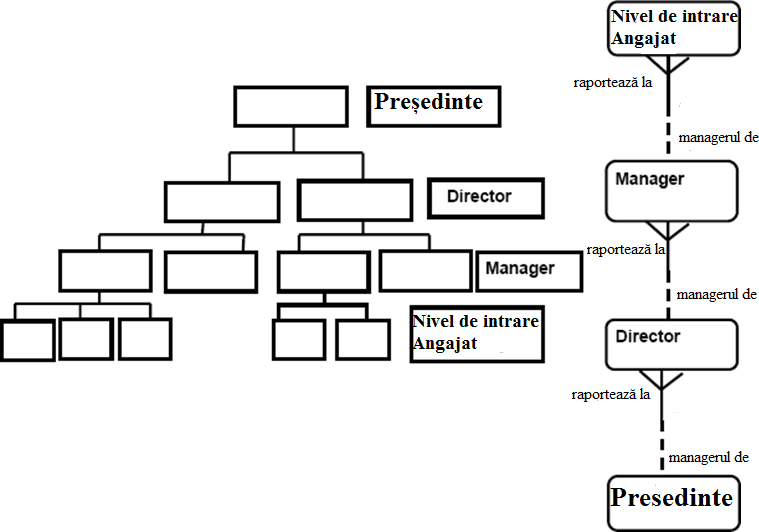 Președinte
Director
Manager
Nivel de intrare
Angajat
Nivel de intrare
Angajat
raportează la
managerul de
Manager
raportează la
managerul de
Director
raportează la
managerul de
Presedinte